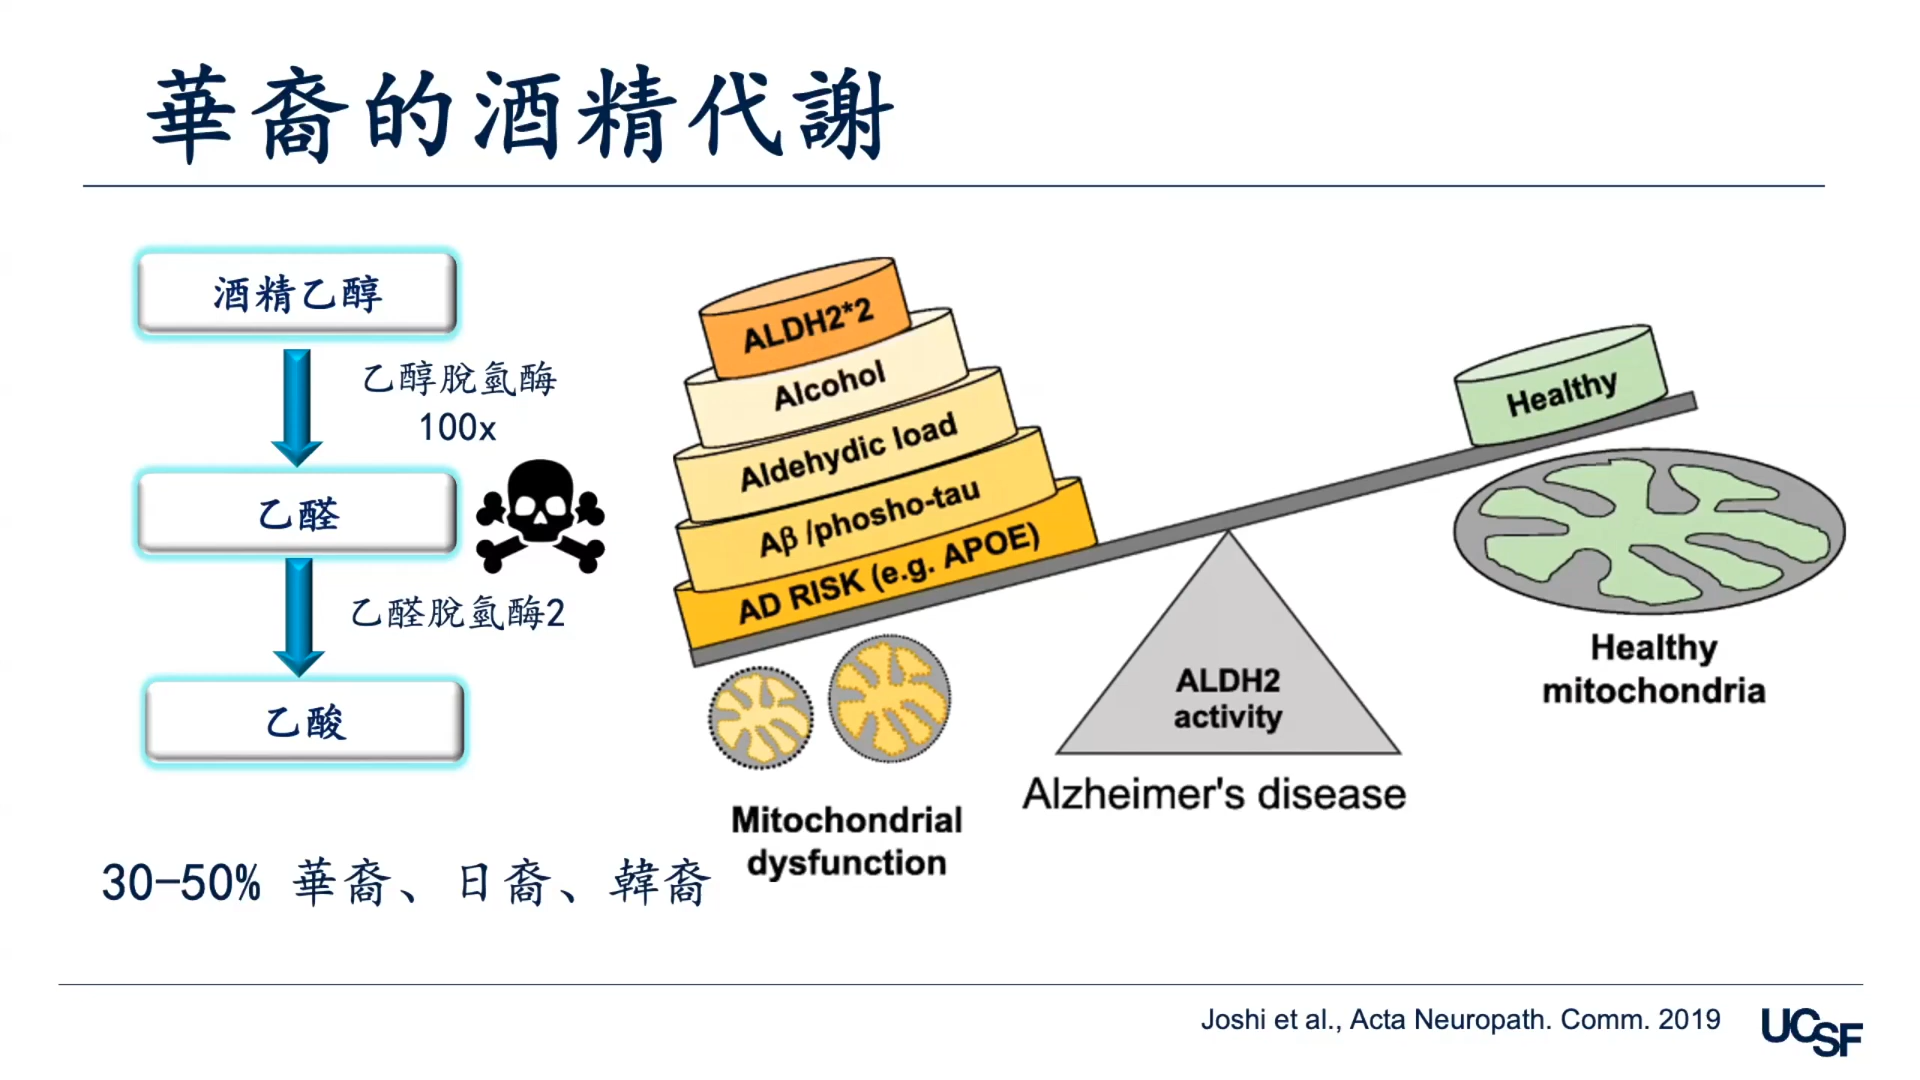 華裔的酒精代謝
酒精乙醇
乙醇脫氫酶
100x
乙醛
乙醛脫氫酶2
乙酸
30-50% 華裔、日裔、韓裔
ALDH2*2
Alcohol
Aldehydic load
Aβ /phosho-tau
AD RISK (e.g. APOE)
Mitochondrial
dysfunction
ALDH2
activity
Alzheimer's disease
Healthy
Healthy
mitochondria
Joshi et al., Acta Neuropath. Comm. 2019
UCSF